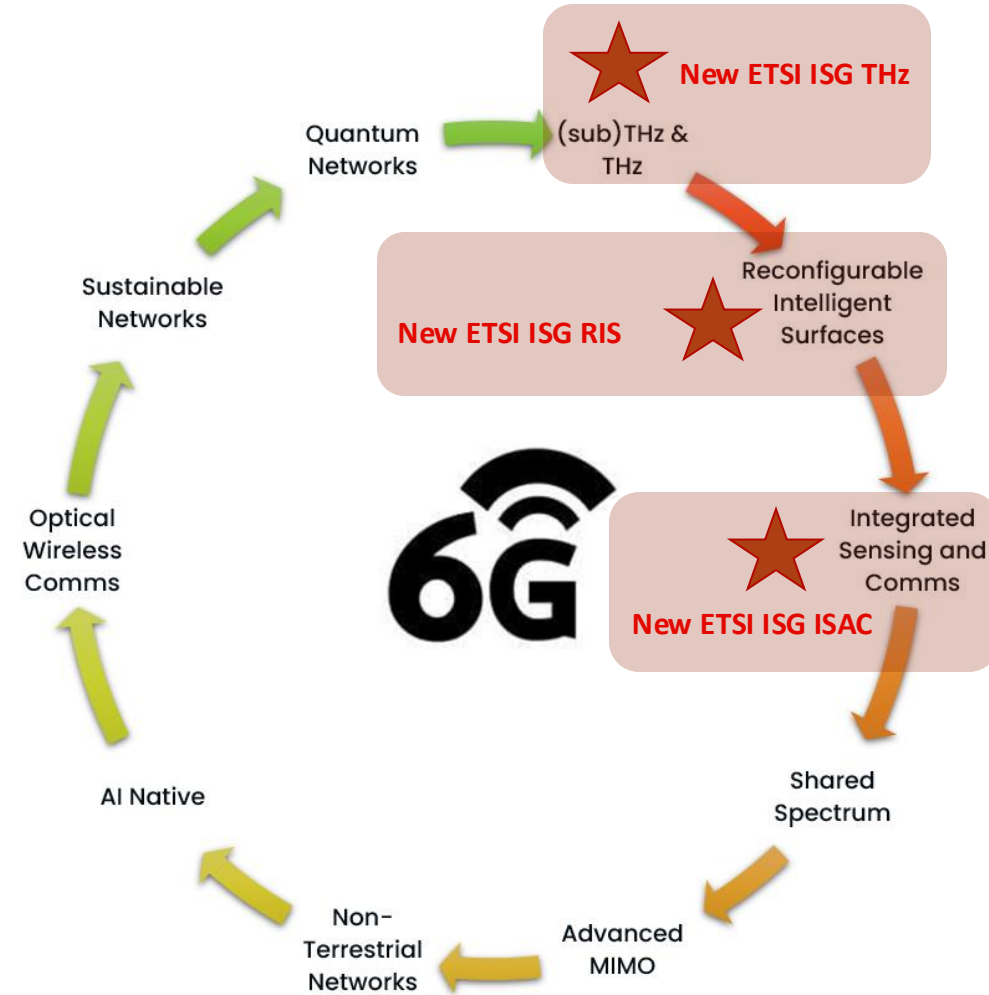 New ETSI ISG THz
Quantum
Networks
(sub)THz &
THz
Reconfigurable
Intelligent
Surfaces
New ETSI ISG RIS
Sustainable
Networks
6G
Integrated
Sensing and
Comms
New ETSI ISG ISAC
Optical
Wireless
Comms
Shared
Spectrum
AI Native
Advanced
MIMO
Non-
Terrestrial
Networks